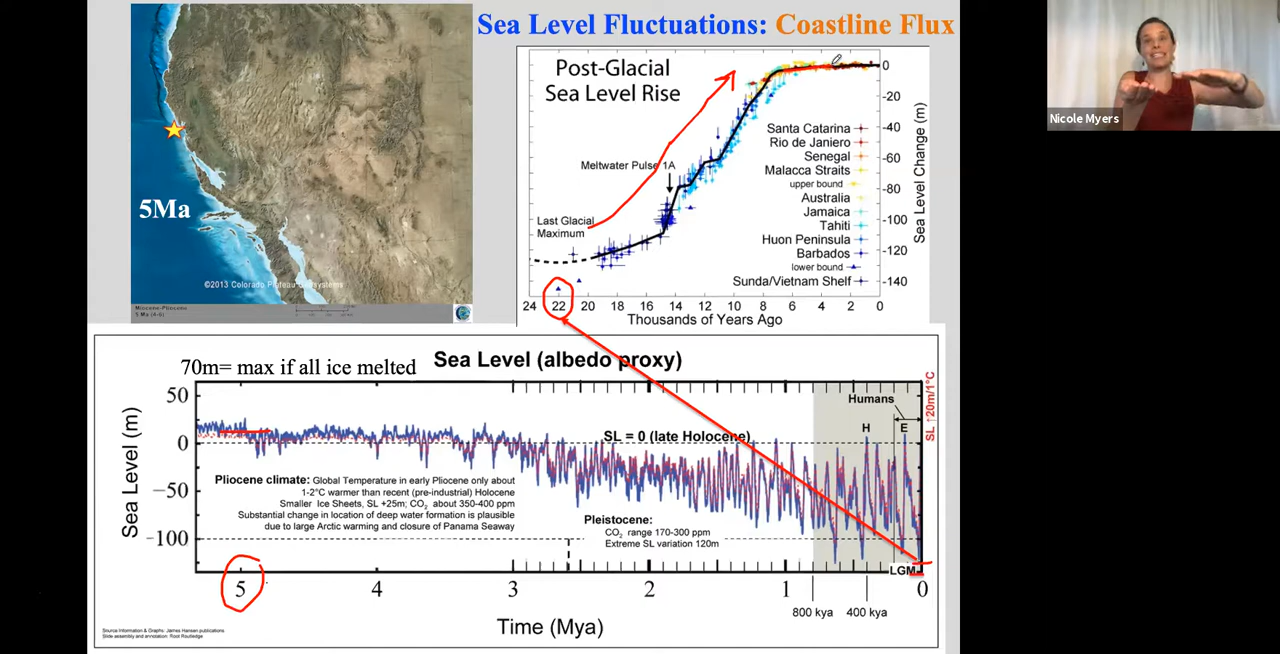 Sea Level Fluctuations: Coastline Flux
5Ma
©2013 Colorado Plateau Geosystems
Miocene-Pliocene
5 Ma
Post-Glacial
Sea Level Rise
Meltwater Pulse 1A
Last Glacial
Maximum
Santa Catarina
Rio de Janiero
Senegal
Malacca Straits
upper bound
Australia
Jamaica
Tahiti
Huon Peninsula
Barbados
lower bound
Sunda/Vietnam Shelf
0
-20
-40
-60
-80
-100
-120
-140
Sea Level Change (m)
24 22 20 18 16 14 12 10 8 6 4 2 0
Thousands of Years Ago
Nicole Myers
70m= max if all ice melted
Sea Level (albedo proxy)
50
0
-50
-100
Sea Level (m)
SL = 0 (late Holocene)
Humans
H
E
SL ↑20m/1°C
Pliocene climate: Global Temperature in early Pliocene only about
1-2°C warmer than recent (pre-industrial) Holocene
Smaller Ice Sheets, SL +25m; CO2 about 350-400 ppm
Substantial change in location of deep water formation is plausible
due to large Arctic warming and closure of Panama Seaway
Pleistocene:
CO2 range 170-300 ppm
Extreme SL variation 120m
LGM
5 4 3 2 1 0
800 kya 400 kya
Time (Mya)
Source Information & Graphs: James Hansen publications
Slide assembly and annotation: Root Routledge